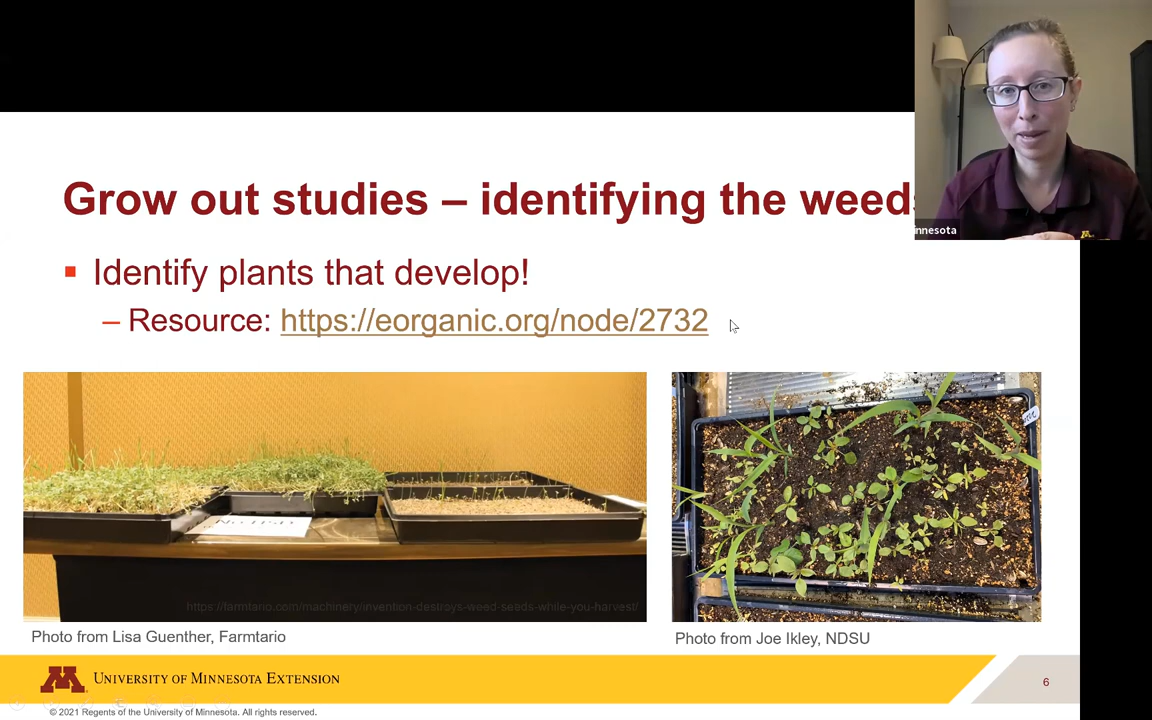 Grow out studies – identifying the weeds
innesota
Identify plants that develop!
– Resource: https://eorganic.org/node/2732
https://farmtario.com/machinery/invention-destroys-weed-seeds-while-you-harvest/
Photo from Lisa Guenther, Farmtario
Photo from Joe Ikley, NDSU
UNIVERSITY OF MINNESOTA EXTENSION
6
© 2021 Regents of the University of Minnesota. All rights reserved.